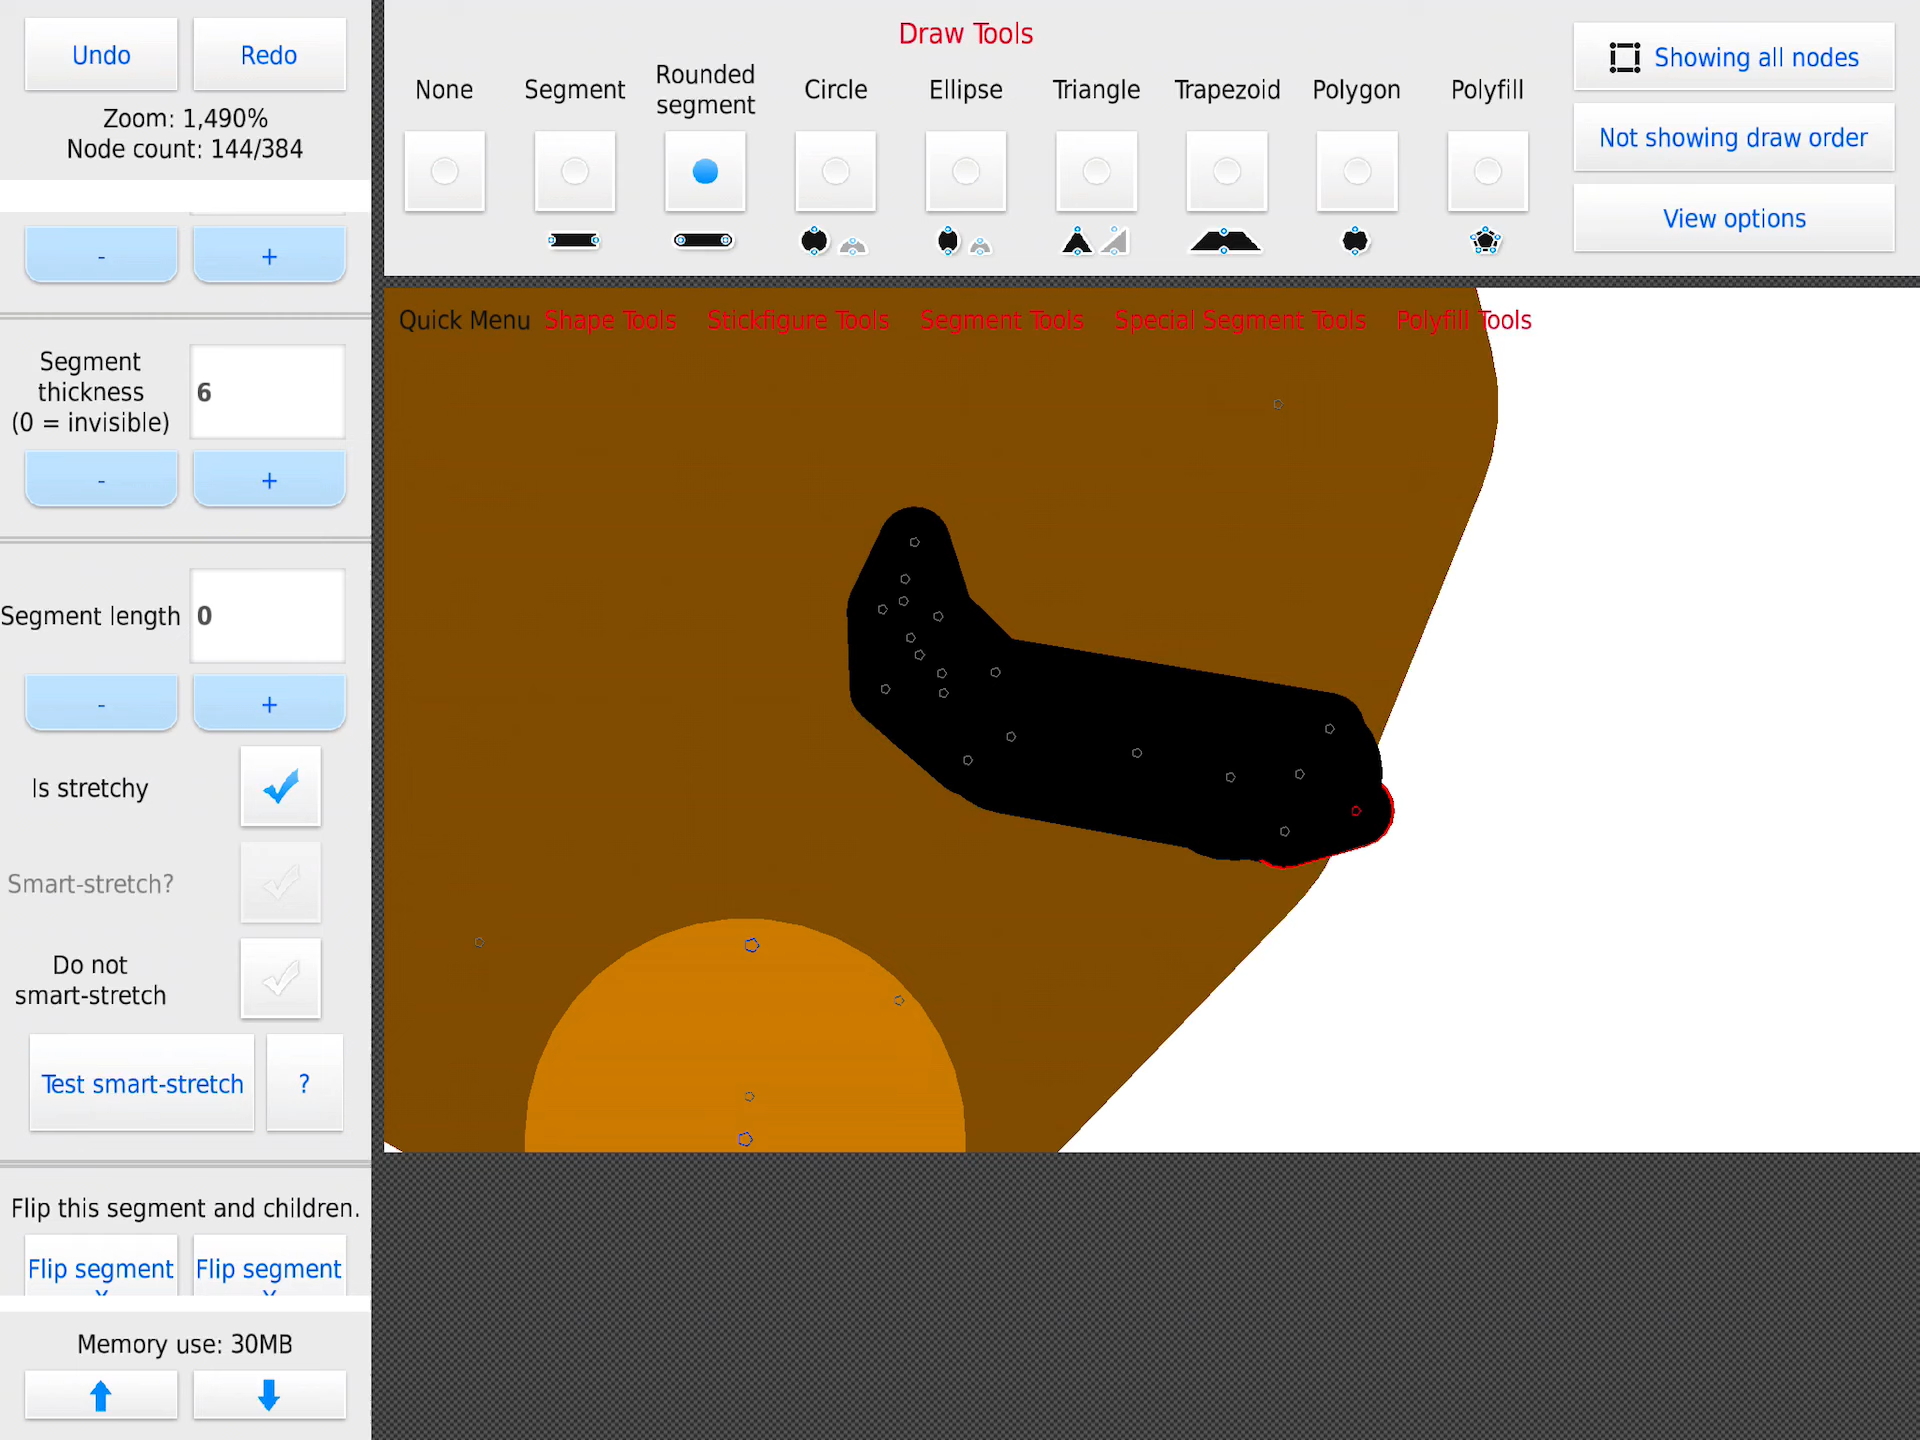 Undo
Redo
Zoom: 1,490%
Node count: 144/384
-
+
Segment
thickness
(0 = invisible)
6
-
+
Segment length
0
-
+
Is stretchy
Smart-stretch?
Do not
smart-stretch
Test smart-stretch
?
Flip this segment and children.
Flip segment
Flip segment
Memory use: 30MB
Draw Tools
None
Segment
Rounded
segment
Circle
Ellipse
Triangle
Trapezoid
Polygon
Polyfill
Showing all nodes
Not showing draw order
View options
Quick Menu
Shape Tools
Stickfigure Tools
Segment Tools
Special Segment Tools
Polyfill Tools